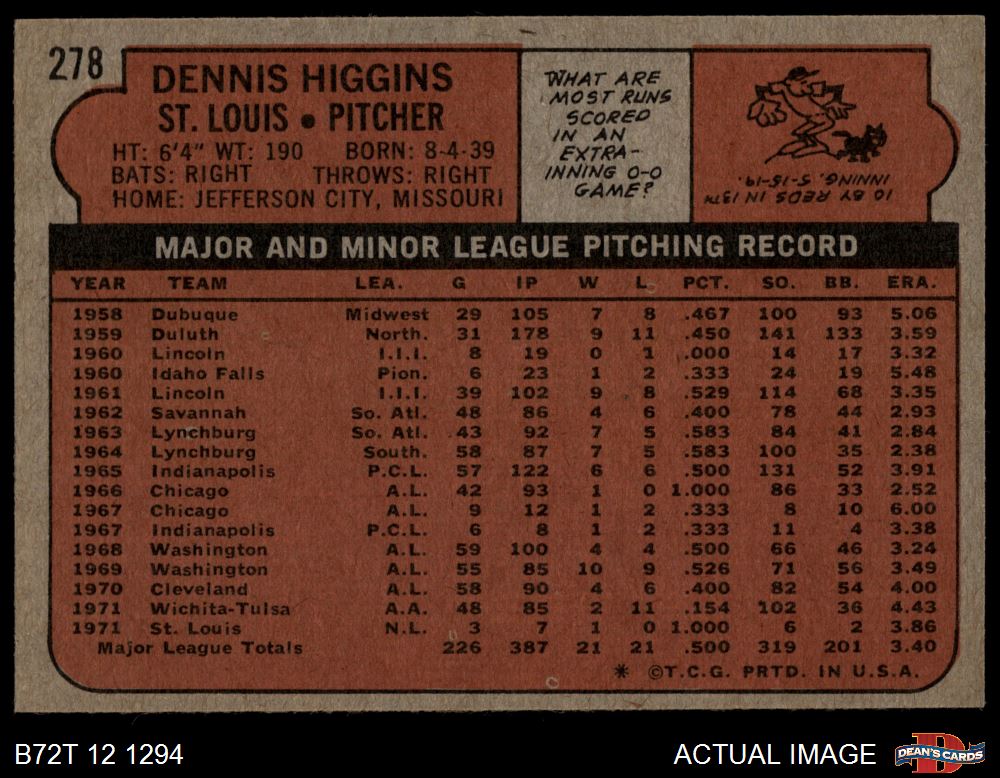 278
DENNIS HIGGINS
ST. LOUIS • PITCHER
HT: 6'4" WT: 190 BORN: 8-4-39
BATS: RIGHT THROWS: RIGHT
HOME: JEFFERSON CITY, MISSOURI
WHAT ARE
MOST RUNS
SCORED
IN AN
EXTRA-
INNING 0-0
GAME?
10 BY REDS IN 13TH
INNING, 5-15-19.
MAJOR AND MINOR LEAGUE PITCHING RECORD
YEAR TEAM LEA. G IP W L PCT. SO. BB. ERA.
1958 Dubuque Midwest 29 105 7 8 .467 100 93 5.06
1959 Duluth North. 31 178 9 11 .450 141 133 3.59
1960 Lincoln I.I.I. 8 19 0 1 .000 14 17 3.32
1960 Idaho Falls Pion. 6 23 1 2 .333 24 19 5.48
1961 Lincoln I.I.I. 39 102 9 8 .529 114 68 3.35
1962 Savannah So. Atl. 48 86 4 6 .400 78 44 2.93
1963 Lynchburg So. Atl. 43 92 7 5 .583 84 41 2.84
1964 Lynchburg South. 58 87 7 5 .583 100 35 2.38
1965 Indianapolis P.C.L. 57 122 6 6 .500 131 52 3.91
1966 Chicago A.L. 42 93 1 0 1.000 86 33 2.52
1967 Chicago A.L. 9 12 1 2 .333 8 10 6.00
1967 Indianapolis P.C.L. 6 8 1 2 .333 11 4 3.38
1968 Washington A.L. 59 100 4 4 .500 66 46 3.24
1969 Washington A.L. 55 85 10 9 .526 71 56 3.49
1970 Cleveland A.L. 58 90 4 6 .400 82 54 4.00
1971 Wichita-Tulsa A.A. 48 85 2 11 .154 102 36 4.43
1971 St. Louis N.L. 3 7 1 0 1.000 6 2 3.86
Major League Totals 226 387 21 21 .500 319 201 3.40
* ©T.C.G. PRTD. IN U.S.A.
B72T 12 1294 ACTUAL IMAGE
DEAN'S CARDS